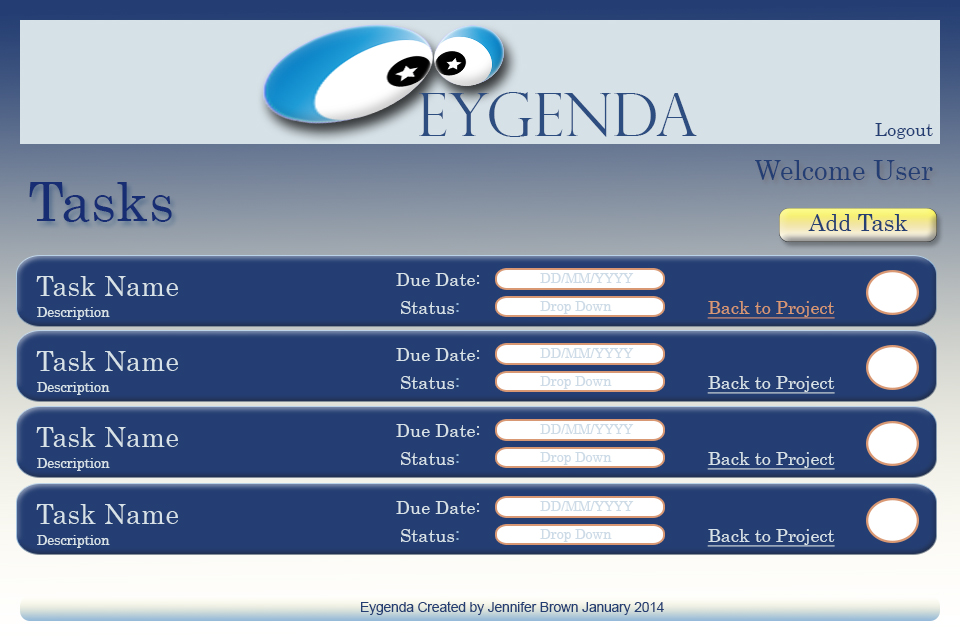 EYGENDA
Logout
Welcome User
Tasks
Add Task
Task Name
Description
Due Date:
DD/MM/YYYY
Status:
Drop Down
Back to Project
Task Name
Description
Due Date:
DD/MM/YYYY
Status:
Drop Down
Back to Project
Task Name
Description
Due Date:
DD/MM/YYYY
Status:
Drop Down
Back to Project
Task Name
Description
Due Date:
DD/MM/YYYY
Status:
Drop Down
Back to Project
Eygenda Created by Jennifer Brown January 2014